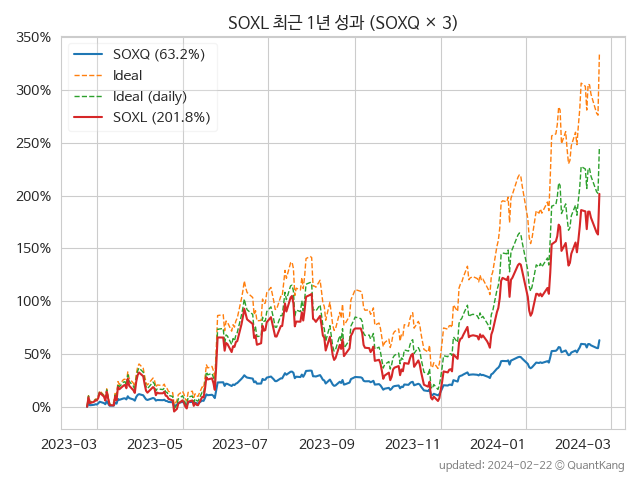 SOXL 최근 1년 성과 (SOXQ × 3)
350%
300%
250%
200%
150%
100%
50%
0%
SOXQ (63.2%)
Ideal
Ideal (daily)
SOXL (201.8%)
2023-03
2023-05
2023-07
2023-09
2023-11
2024-01
2024-03
updated: 2024-02-22 © QuantKang